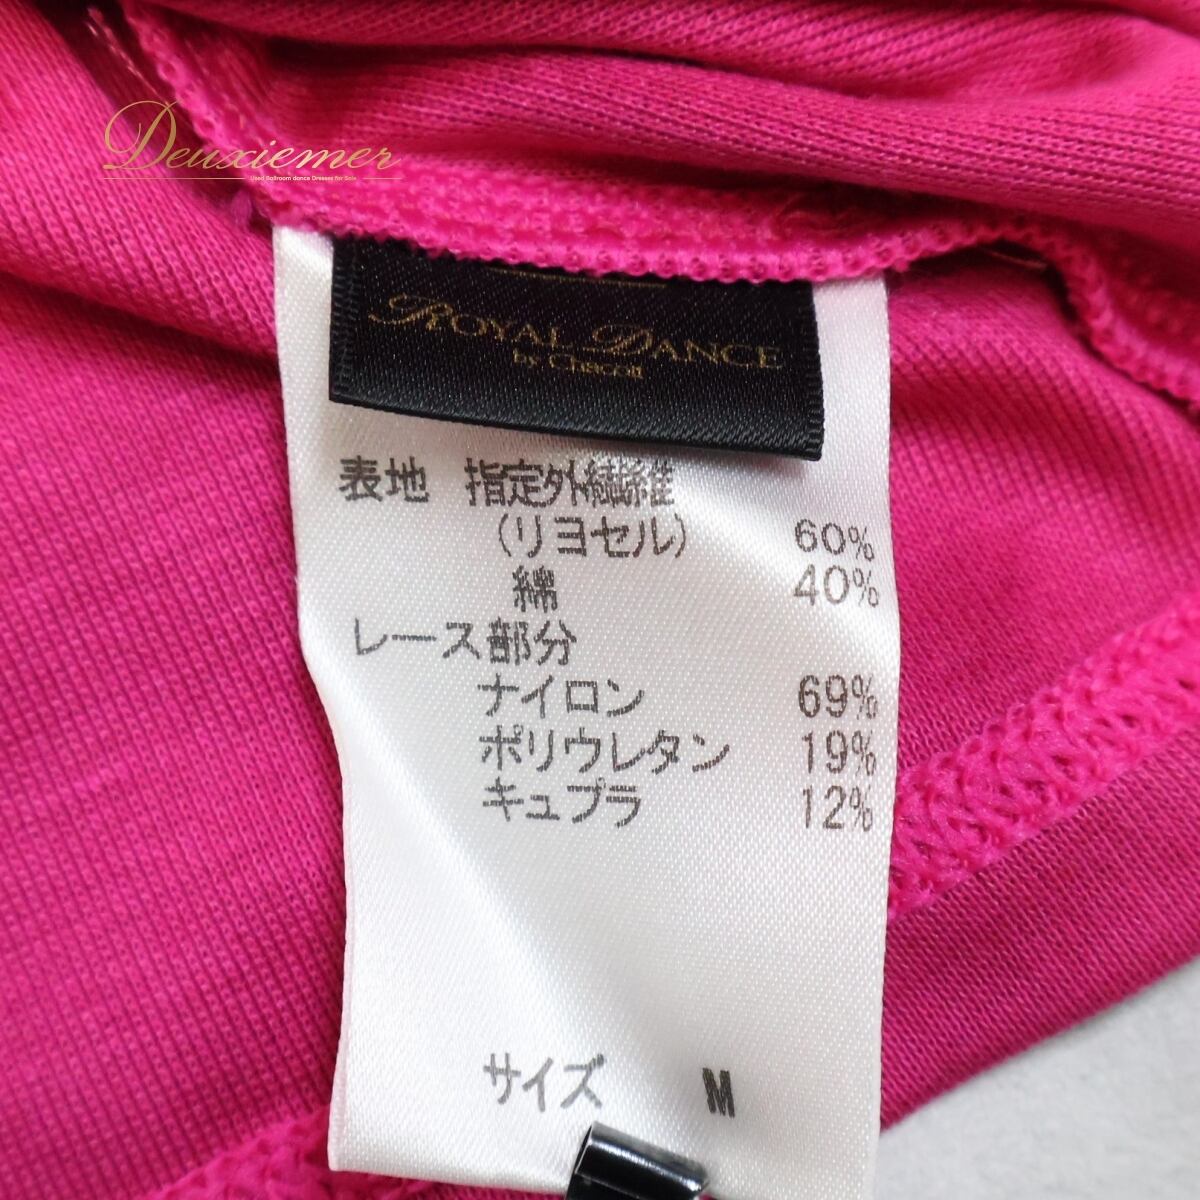 Deuxiemer
Used Ballroom dance Dresses for Sale
ROYAL DANCE
by Chacott
表地 指定外繊維
(リヨセル) 60%
綿 40%
レース部分
ナイロン 69%
ポリウレタン 19%
キュプラ 12%
サイズ M